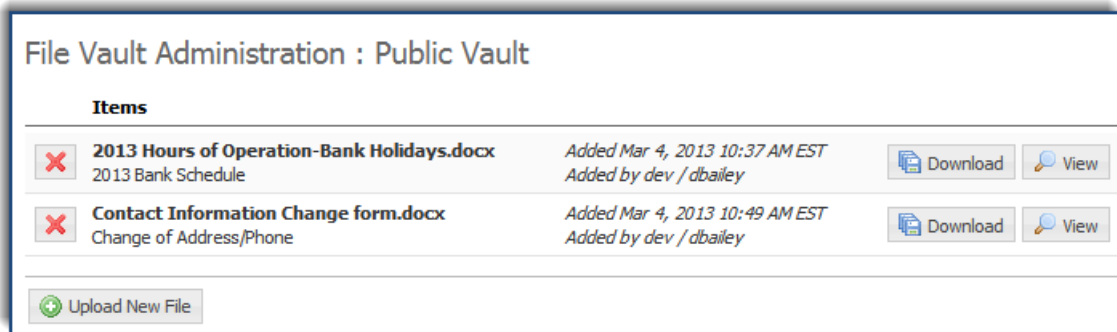 File Vault Administration : Public Vault
Items
2013 Hours of Operation-Bank Holidays.docx Added Mar 4, 2013 10:37 AM EST
2013 Bank Schedule Added by dev / dbailey
Download View
Contact Information Change form.docx Added Mar 4, 2013 10:49 AM EST
Change of Address/Phone Added by dev / dbailey
Download View
Upload New File